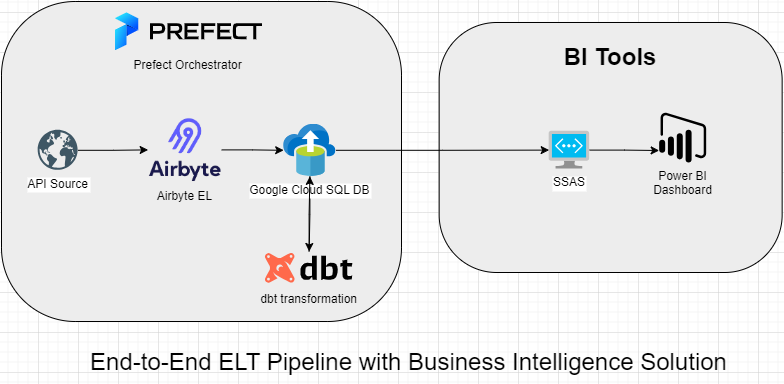 PREFECT
Prefect Orchestrator
BI Tools
Airbyte
API Source
Airbyte EL
Google Cloud SQL DB
SSAS
Power BI
Dashboard
dbt
dbt transformation
End-to-End ELT Pipeline with Business Intelligence Solution